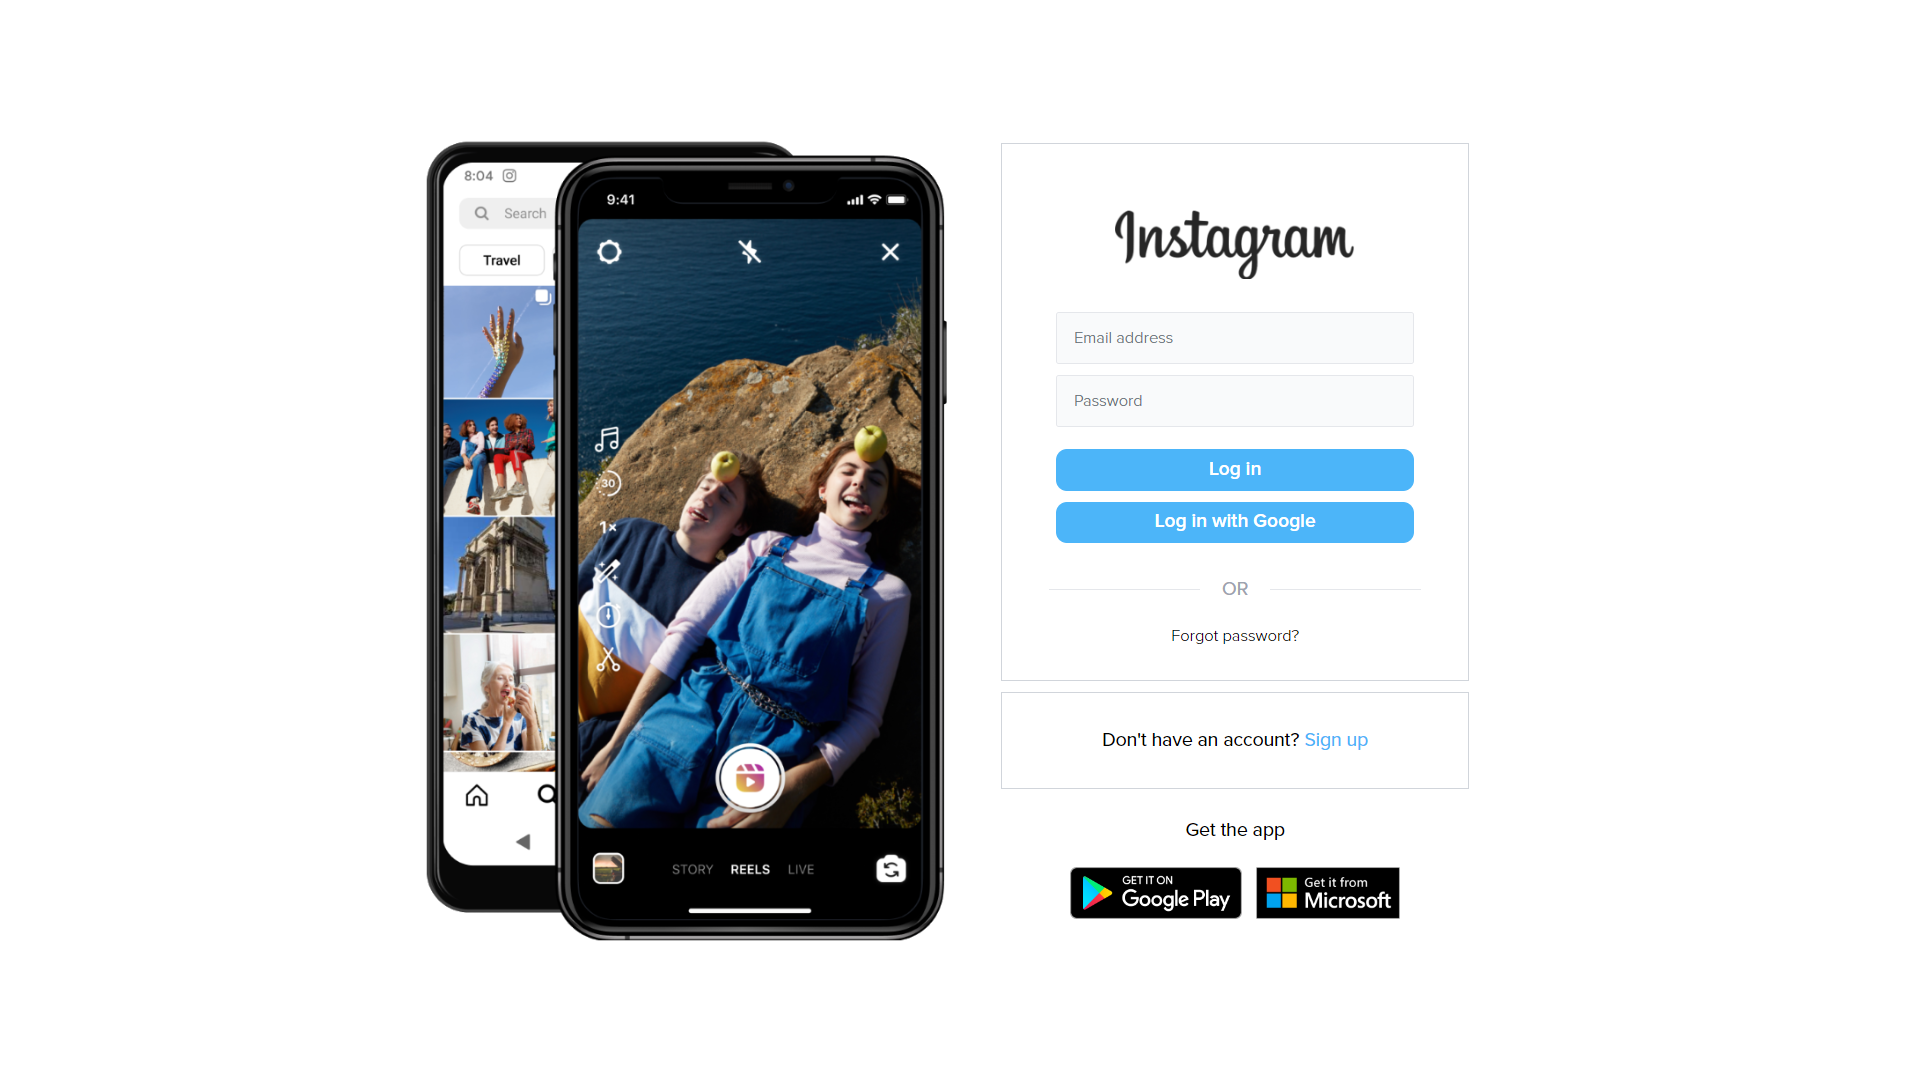 8:04
Search
Travel
9:41
30
1×
STORY REELS LIVE
Instagram
Email address
Password
Log in
Log in with Google
OR
Forgot password?
Don't have an account? Sign up
Get the app
GET IT ON
Google Play
Get it from
Microsoft